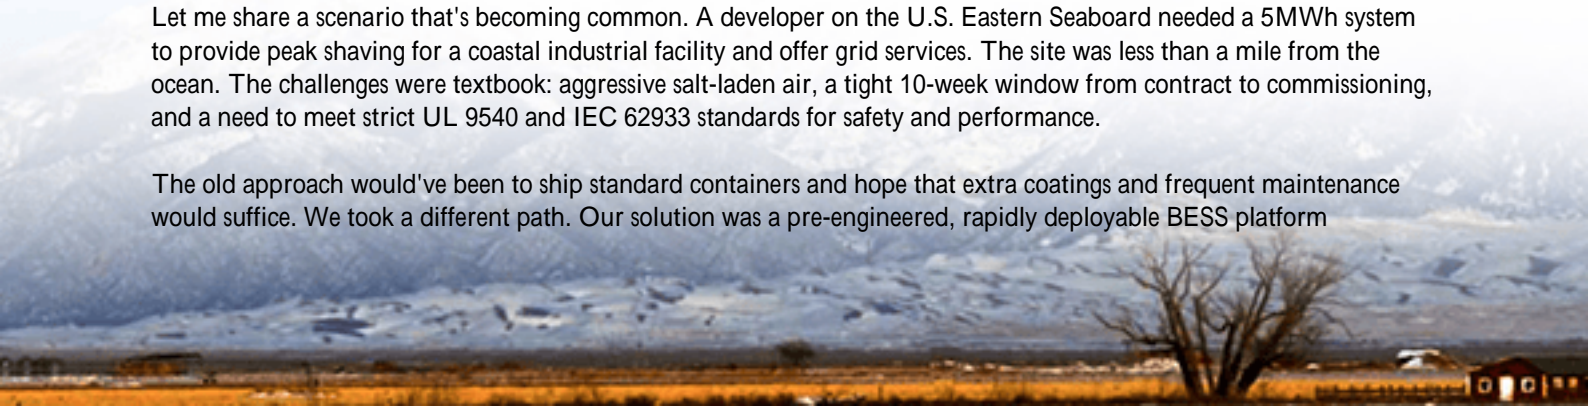 Let me share a scenario that's becoming common. A developer on the U.S. Eastern Seaboard needed a 5MWh system
to provide peak shaving for a coastal industrial facility and offer grid services. The site was less than a mile from the
ocean. The challenges were textbook: aggressive salt-laden air, a tight 10-week window from contract to commissioning,
and a need to meet strict UL 9540 and IEC 62933 standards for safety and performance.
The old approach would've been to ship standard containers and hope that extra coatings and frequent maintenance
would suffice. We took a different path. Our solution was a pre-engineered, rapidly deployable BESS platform